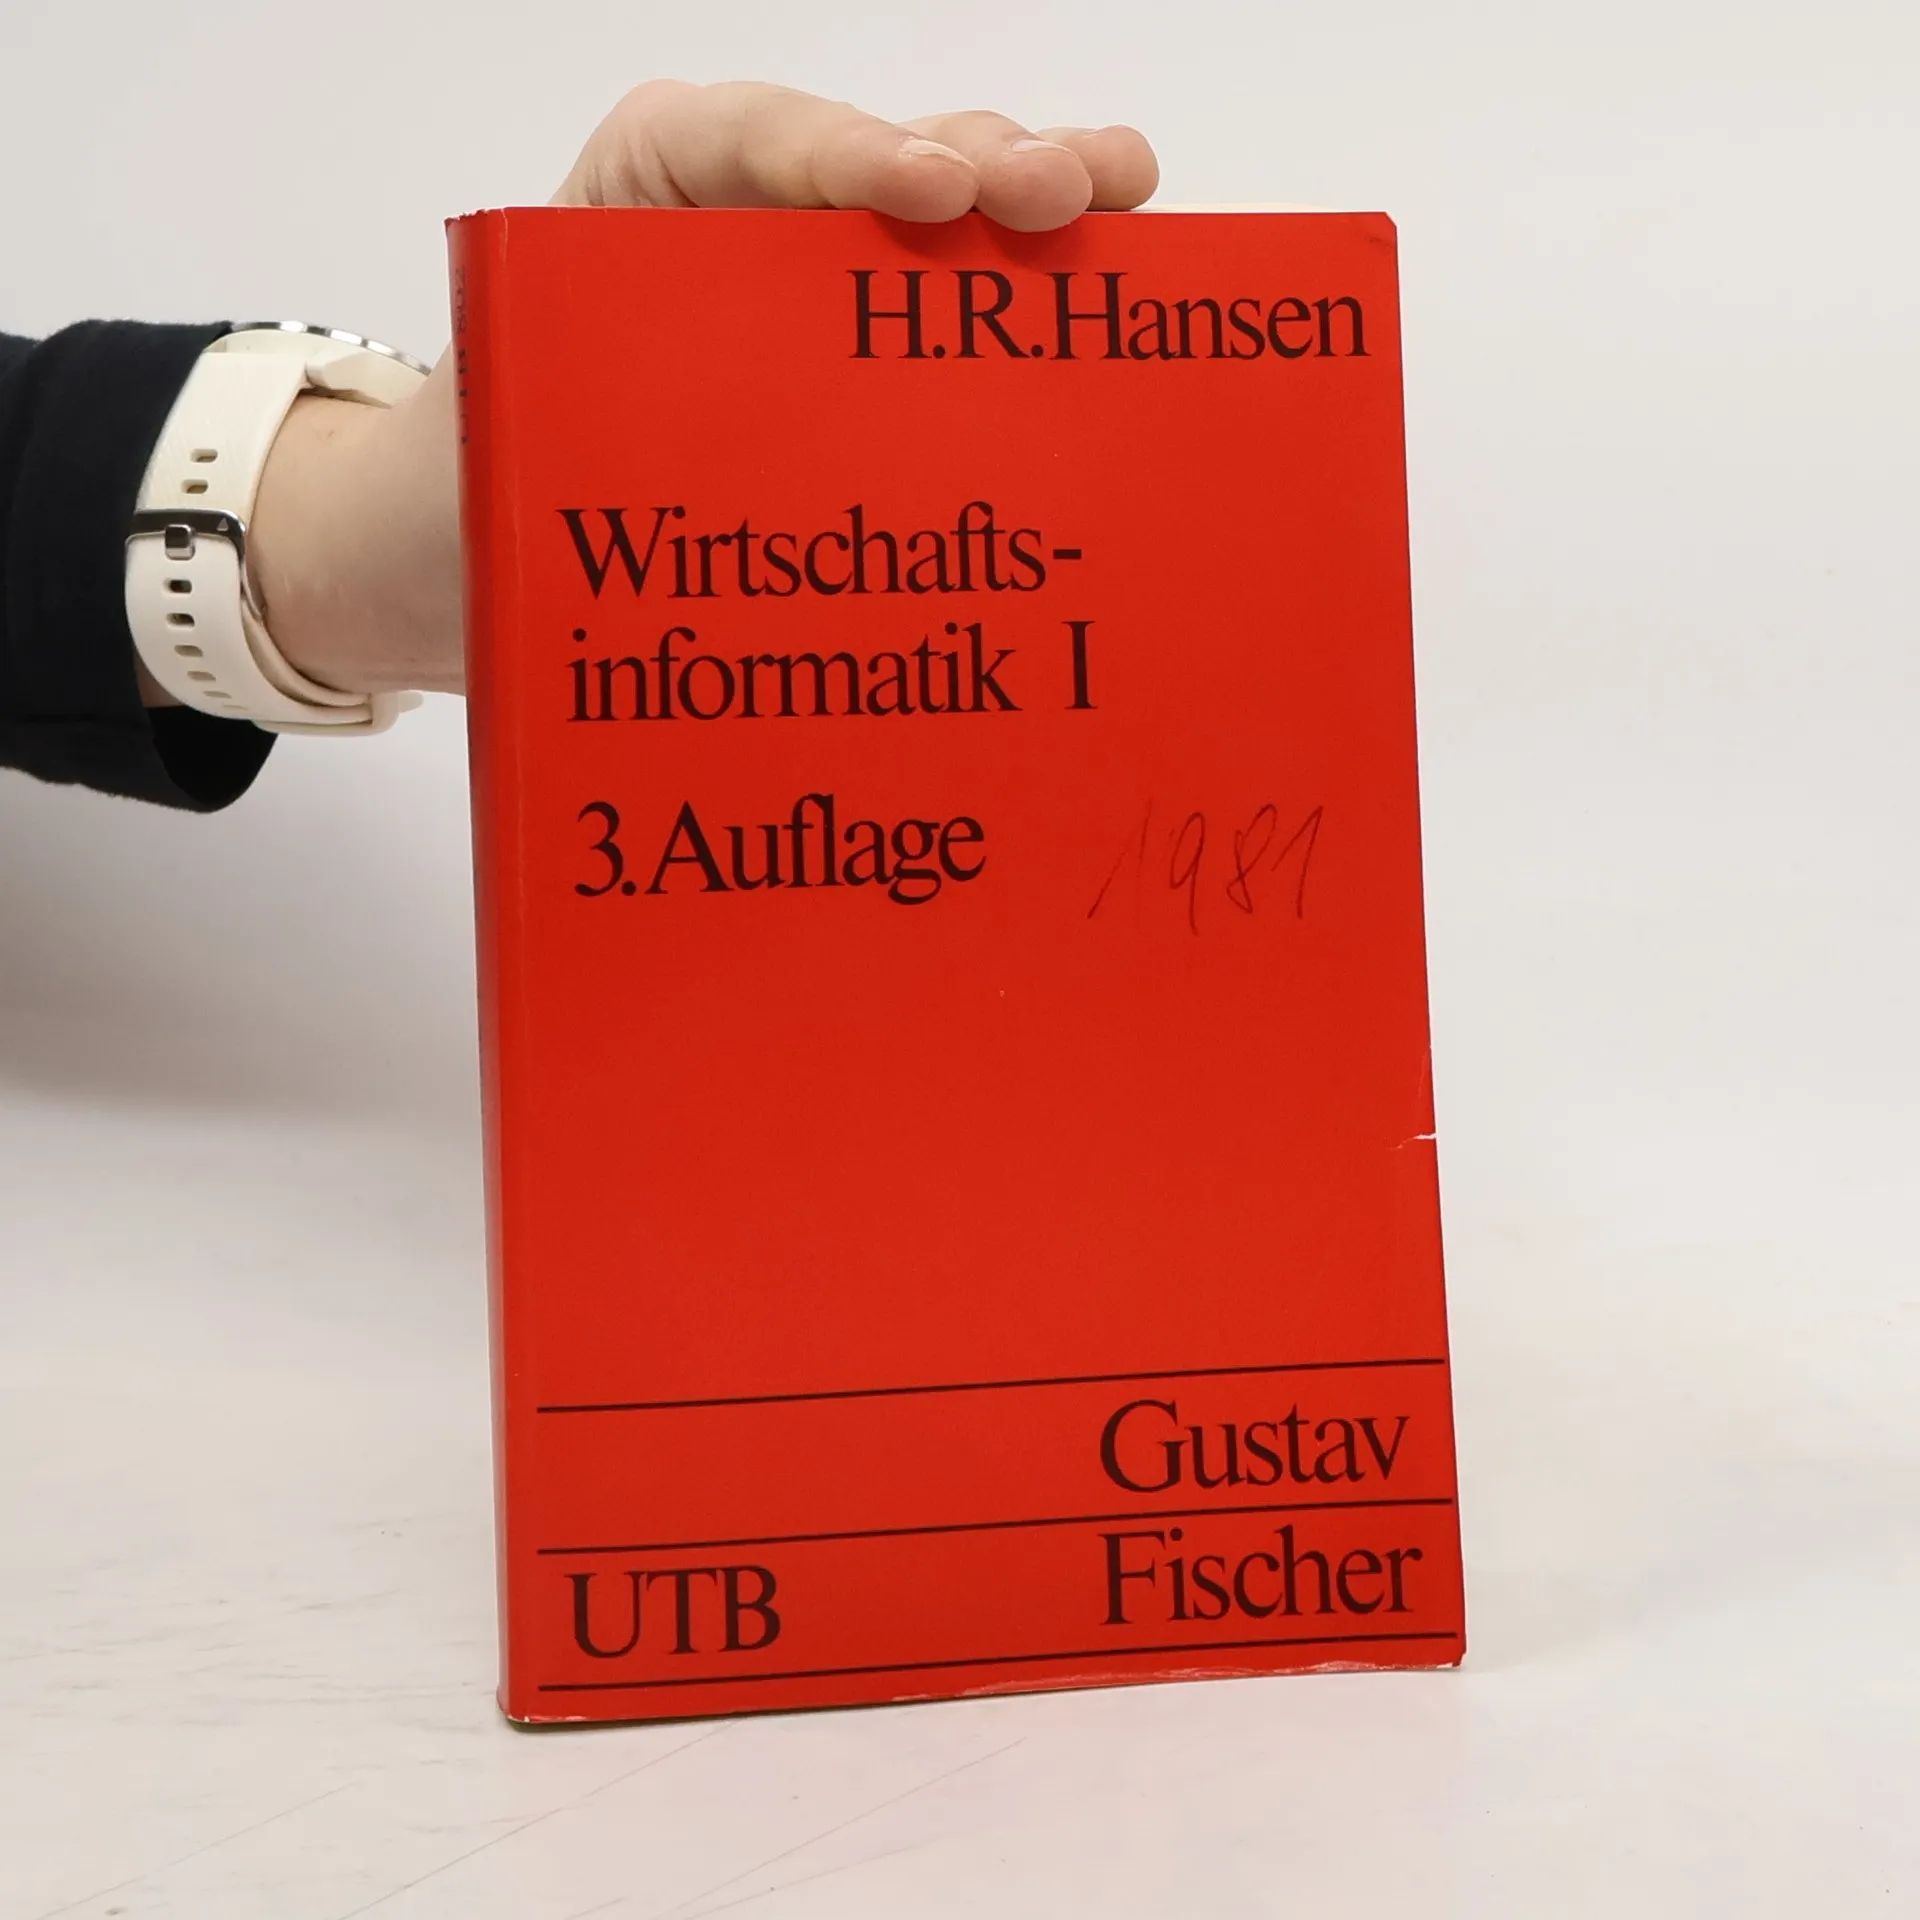 H.R.Hansen
Wirtschafts-
informatik I
3.Auflage 1981
Gustav
Fischer
UTB